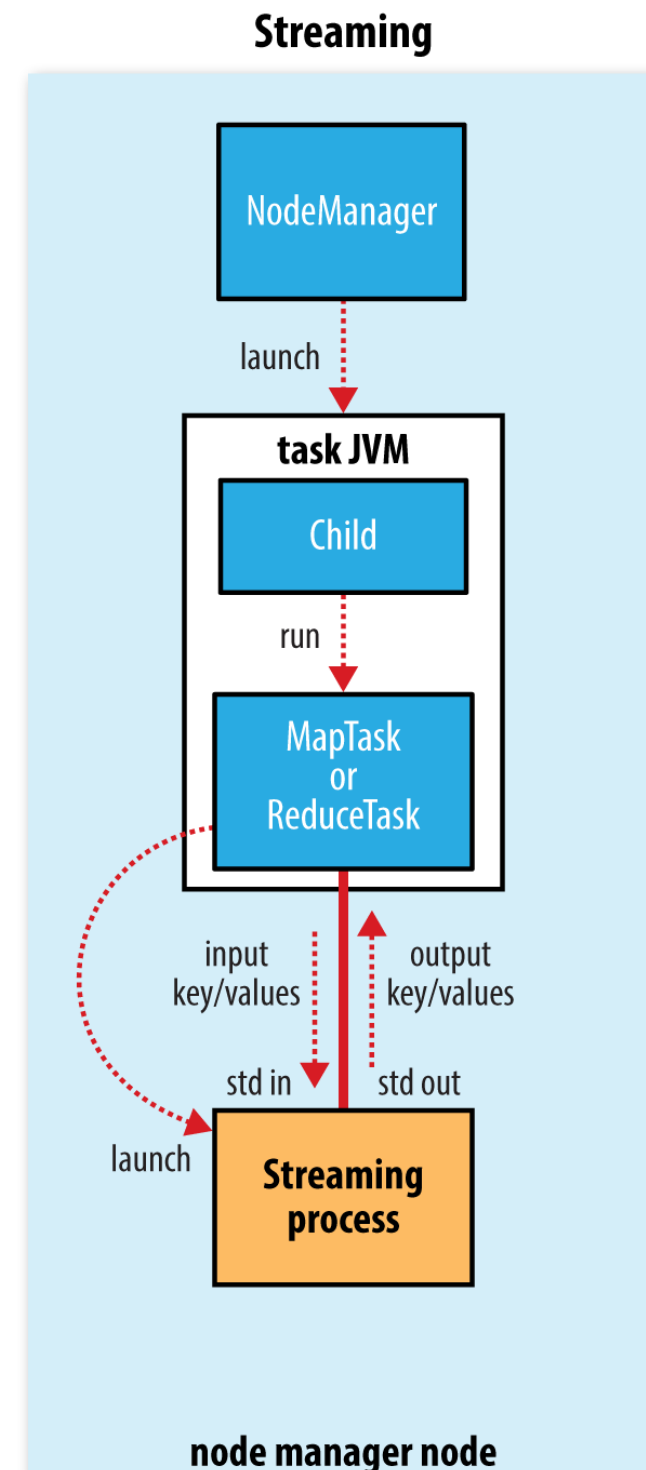 Streaming
NodeManager
launch
task JVM
Child
run
MapTask
or
ReduceTask
input
key/values
output
key/values
std in
std out
launch
Streaming
process
node manager node